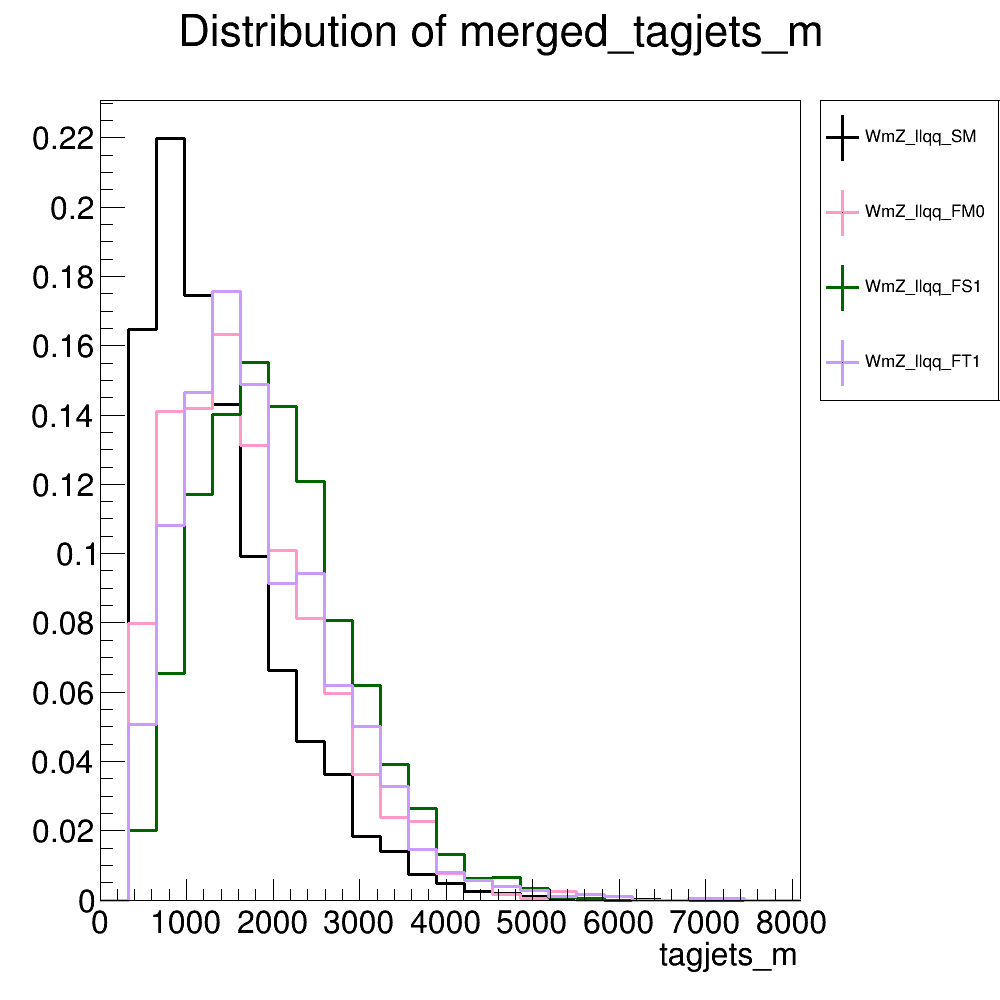 Distribution of merged_tagjets_m
0.22
0.2
0.18
0.16
0.14
0.12
0.1
0.08
0.06
0.04
0.02
0
0 1000 2000 3000 4000 5000 6000 7000 8000
tagjets_m
WmZ_llqq_SM
WmZ_llqq_FM0
WmZ_llqq_FS1
WmZ_llqq_FT1